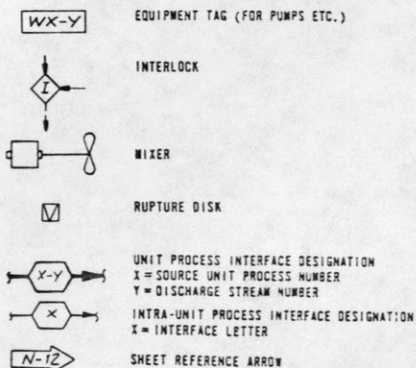 WX-Y EQUIPMENT TAG (FOR PUMPS ETC.)
I INTERLOCK
MIXER
RUPTURE DISK
UNIT PROCESS INTERFACE DESIGNATION
X-Y X = SOURCE UNIT PROCESS NUMBER
Y = DISCHARGE STREAM NUMBER
X INTRA-UNIT PROCESS INTERFACE DESIGNATION
X = INTERFACE LETTER
N-12 SHEET REFERENCE ARROW